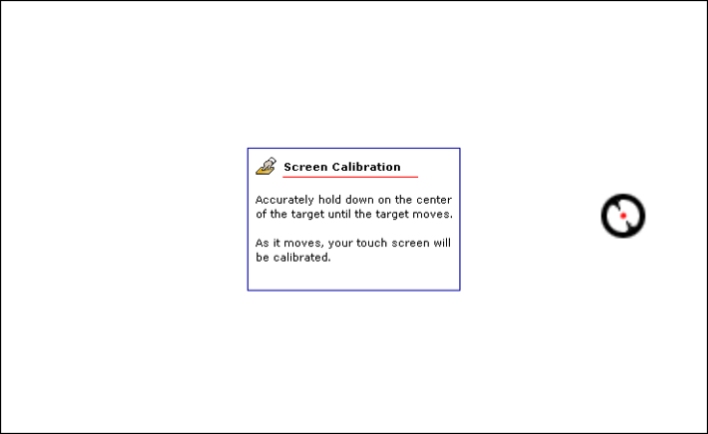 Screen Calibration
Accurately hold down on the center
of the target until the target moves.
As it moves, your touch screen will
be calibrated.